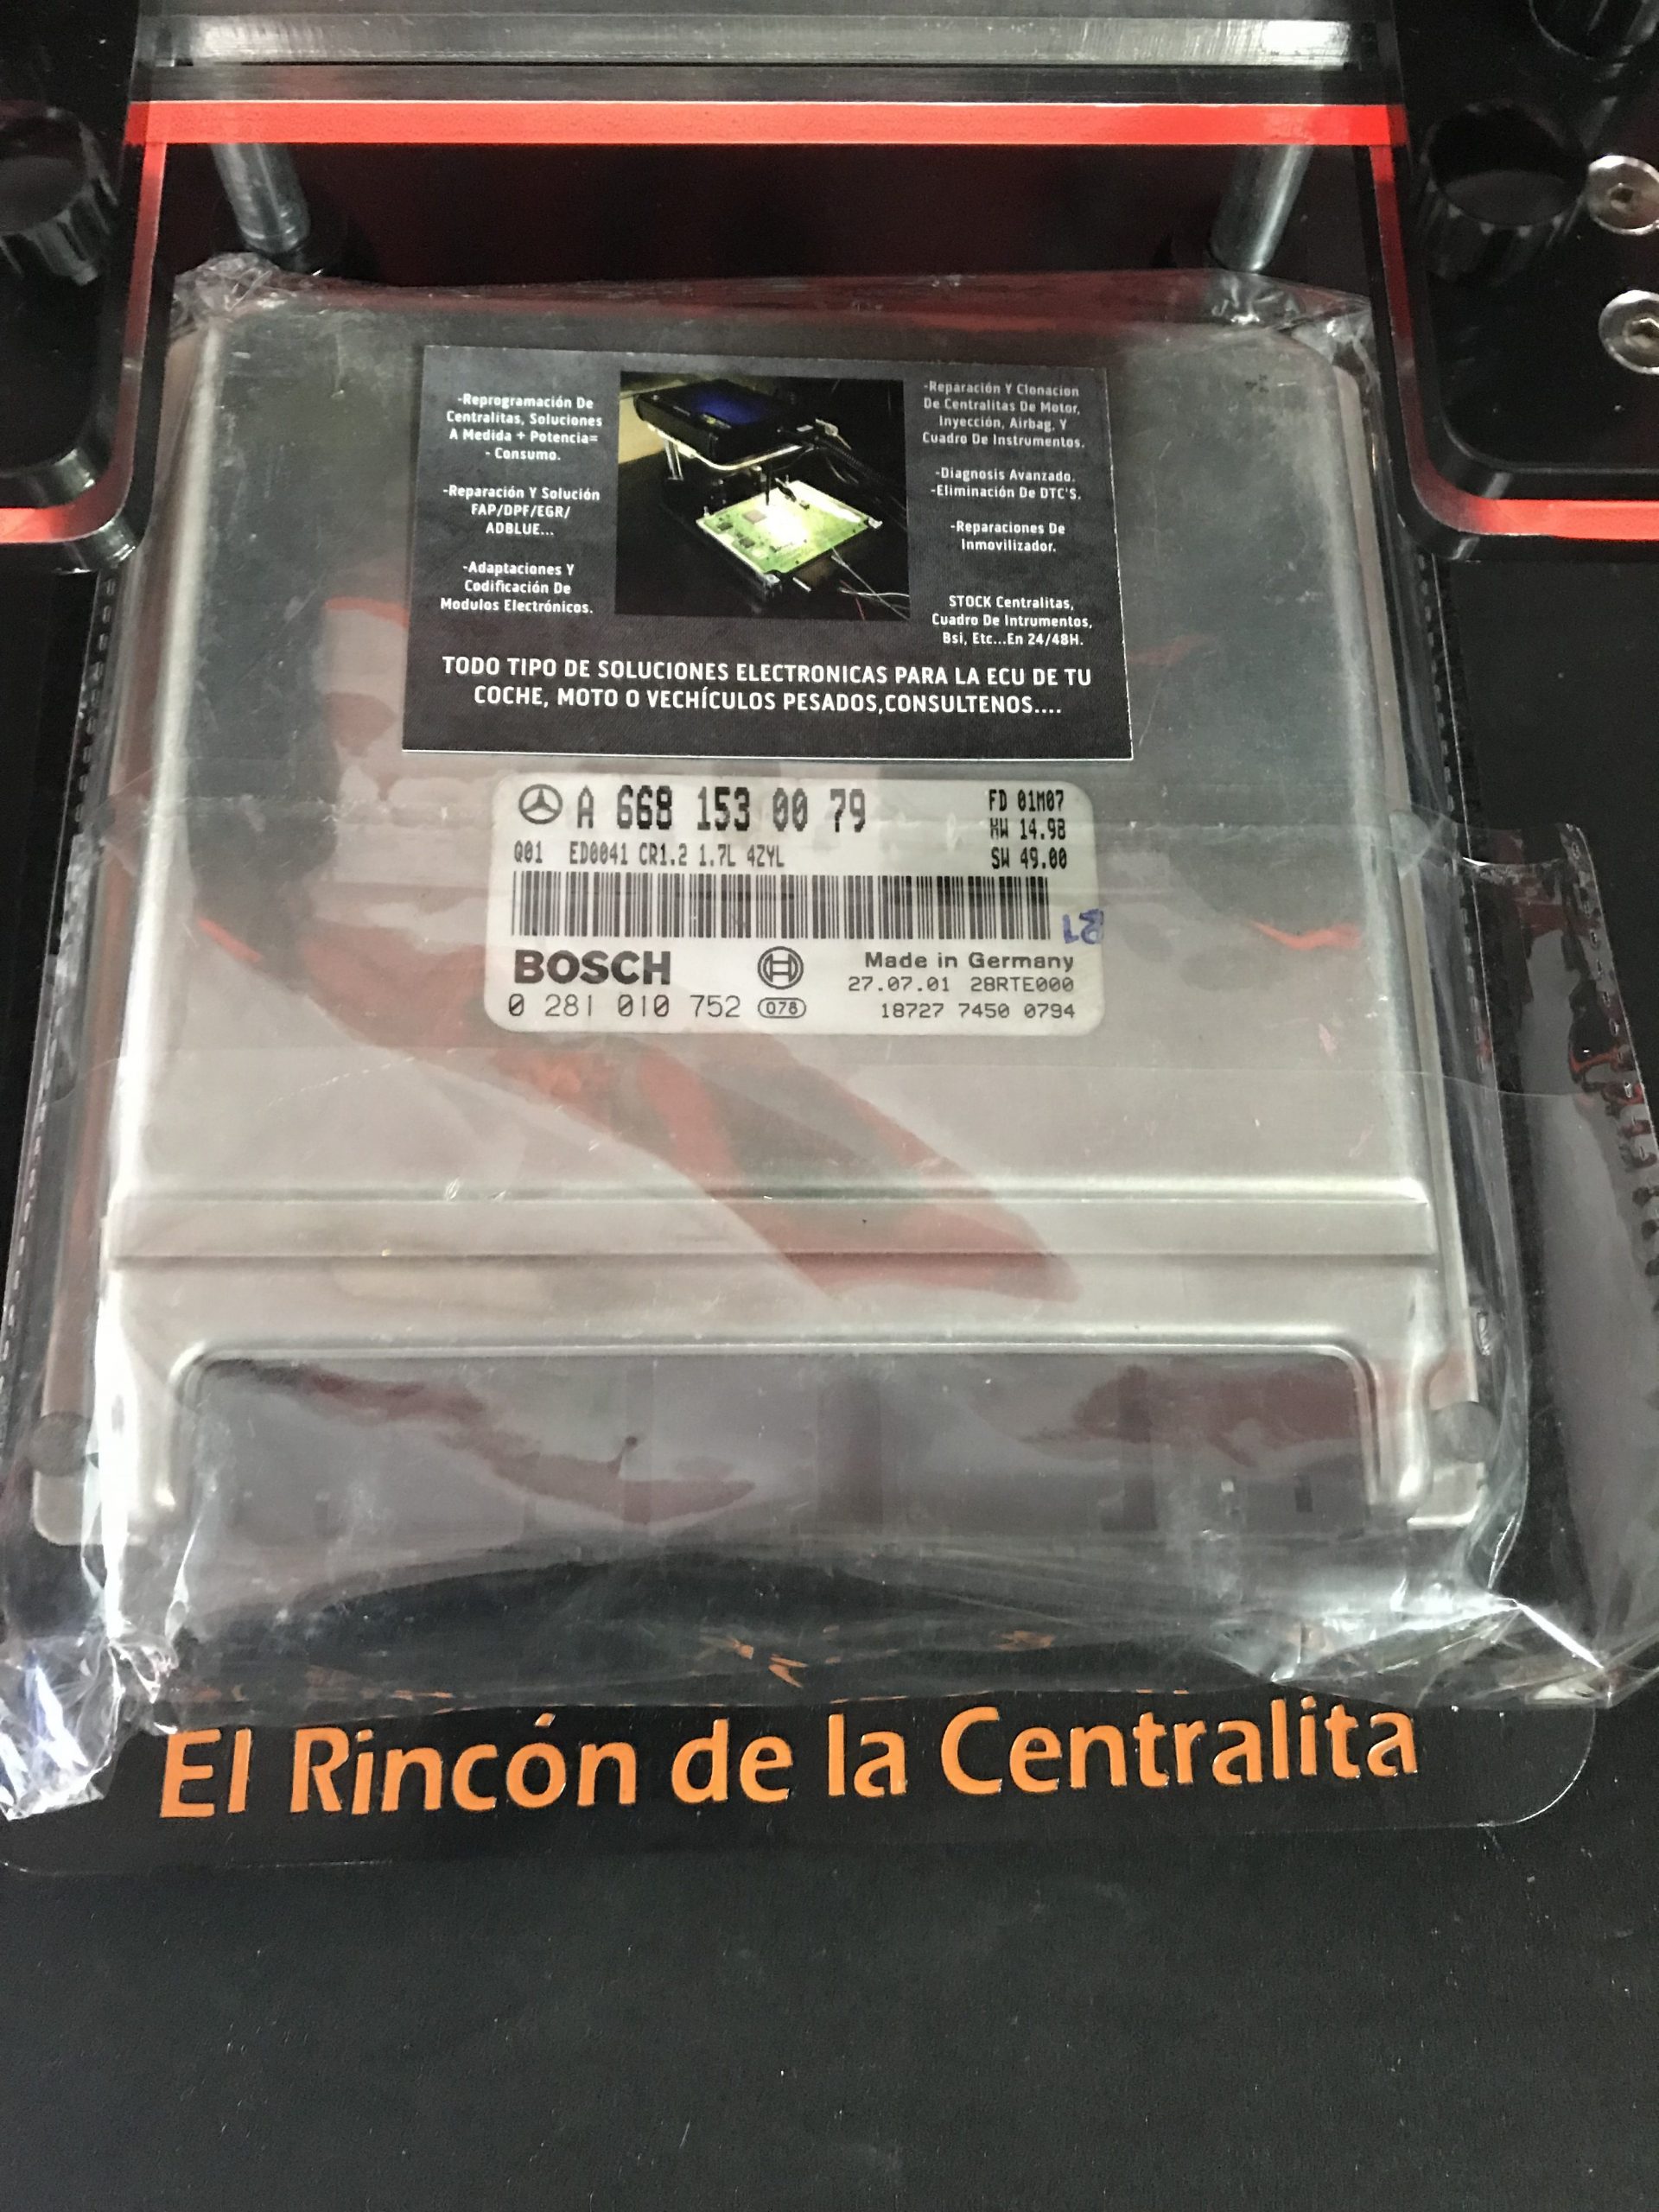 -Reprogramación De
Centralitas, Soluciones
A Medida + Potencia=
- Consumo.
-Reparación Y Solución
FAP/DPF/EGR/
ADBLUE...
-Adaptaciones Y
Codificación De
Modulos Electrónicos.
-Reparación Y Clonacion
De Centralitas De Motor,
Inyección, Airbag, Y
Cuadro De Instrumentos.
-Diagnosis Avanzado.
-Eliminación De DTC'S.
-Reparaciones De
Inmovilizador.
STOCK Centralitas,
Cuadro De Intrumentos,
Bsi, Etc...En 24/48H.
TODO TIPO DE SOLUCIONES ELECTRONICAS PARA LA ECU DE TU
COCHE, MOTO O VECHÍCULOS PESADOS,CONSULTENOS....
A 668 153 00 79
FD 01M07
HW 14.98
Q01 ED0041 CR1.2 1.7L 4ZYL
SW 49.00
BOSCH
Made in Germany
27.07.01 28RTE000
0 281 010 752 078
18727 7450 0794
El Rincón de la Centralita